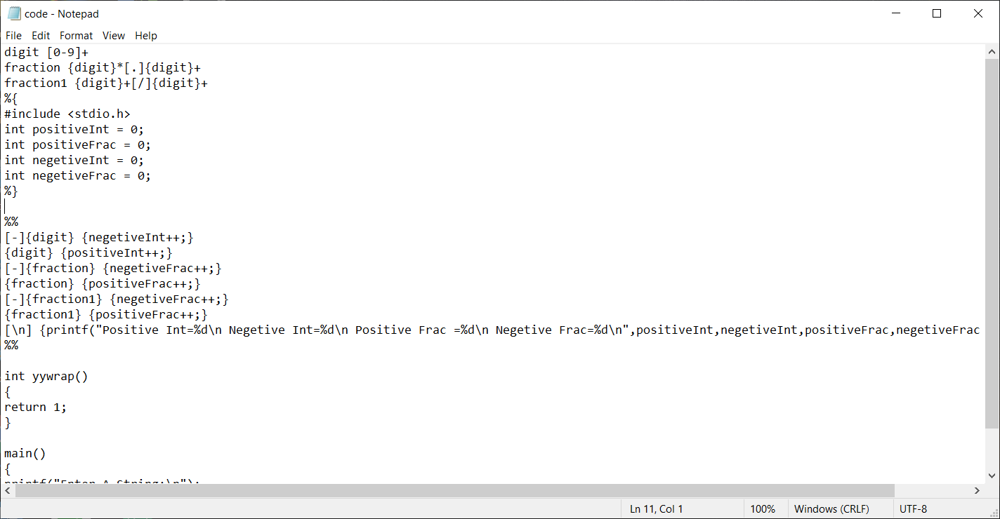 code - Notepad
File Edit Format View Help
digit [0-9]+
fraction {digit}*[.]{digit}+
fraction1 {digit}+[/]{digit}+
%{
#include <stdio.h>
int positiveInt = 0;
int positiveFrac = 0;
int negetiveInt = 0;
int negetiveFrac = 0;
%}
%%
[-]{digit} {negetiveInt++;}
{digit} {positiveInt++;}
[-]{fraction} {negetiveFrac++;}
{fraction} {positiveFrac++;}
[-]{fraction1} {negetiveFrac++;}
{fraction1} {positiveFrac++;}
[\n] {printf("Positive Int=%d\n Negetive Int=%d\n Positive Frac =%d\n Negetive Frac=%d\n",positiveInt,negetiveInt,positiveFrac,negetiveFrac
%%
int yywrap()
{
return 1;
}
main()
{
printf("Enter A String:\n");
Ln 11, Col 1 100% Windows (CRLF) UTF-8